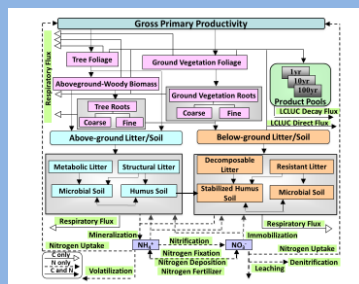 Gross Primary Productivity
Respiratory Flux
Tree Foliage
Ground Vegetation Foliage
Aboveground-Woody Biomass
Tree Roots
Coarse
Fine
Ground Vegetation Roots
Coarse
Fine
1yr
10yr
100yr
Product Pools
LCLUC Decay Flux
LCLUC Direct Flux
Above-ground Litter/Soil
Below-ground Litter/Soil
Metabolic Litter
Structural Litter
Microbial Soil
Humus Soil
Decomposable Litter
Resistant Litter
Stabilized Humus Soil
Microbial Soil
Respiratory Flux
Respiratory Flux
Mineralization
Immobilization
Nitrogen Uptake
NH₄⁺
Nitrification
NO₃⁻
Nitrogen Uptake
Nitrogen Fixation
Nitrogen Deposition
Nitrogen Fertilizer
C only
N only
C and N
Volatilization
Denitrification
Leaching